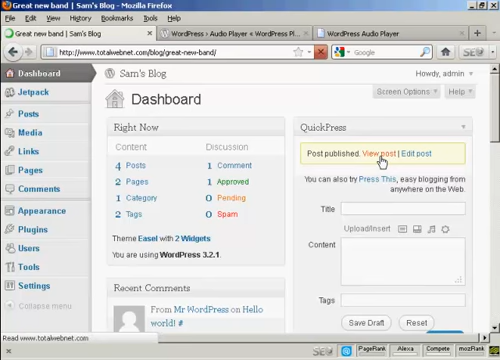 Great new band | Sam's Blog - Mozilla Firefox
File Edit View History Bookmarks Tools Help
Great new band | Sam's Blog
WordPress › Audio Player « WordPress Pl...
WordPress Audio Player
http://www.totalwebnet.com/blog/great-new-band/
Google
Dashboard
Jetpack
Posts
Media
Links
Pages
Comments
Appearance
Plugins
Users
Tools
Settings
Collapse menu
Sam's Blog
Howdy, admin
Screen Options
Help
Dashboard
Right Now
Content
Discussion
4 Posts
1 Comment
2 Pages
1 Approved
1 Category
0 Pending
2 Tags
0 Spam
Theme Easel with 2 Widgets
You are using WordPress 3.2.1.
Recent Comments
From Mr WordPress on Hello
world! #
QuickPress
Post published. View post | Edit post
You can also try Press This, easy blogging from
anywhere on the Web.
Title
Upload/Insert
Content
Tags
Save Draft
Reset
Read www.totalwebnet.com
PageRank
Alexa
Compete
mozRank